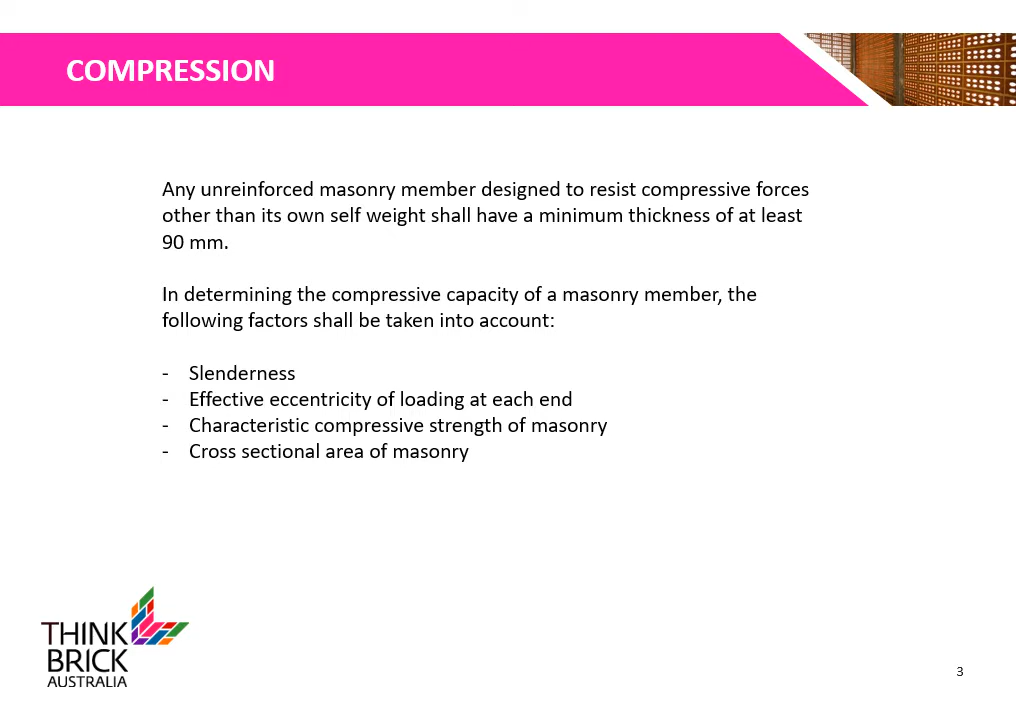 COMPRESSION
Any unreinforced masonry member designed to resist compressive forces
other than its own self weight shall have a minimum thickness of at least
90 mm.
In determining the compressive capacity of a masonry member, the
following factors shall be taken into account:
- Slenderness
- Effective eccentricity of loading at each end
- Characteristic compressive strength of masonry
- Cross sectional area of masonry
THINK
BRICK
AUSTRALIA
3